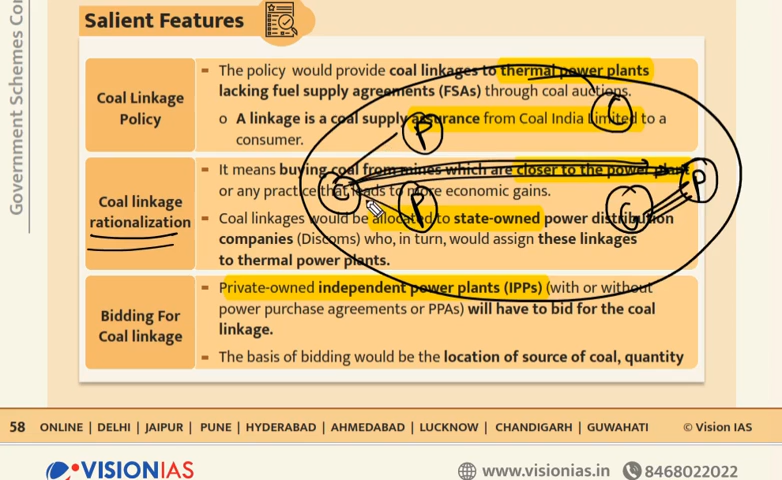 Government Schemes Con
Salient Features
Coal Linkage
Policy
The policy would provide coal linkages to thermal power plants
lacking fuel supply agreements (FSAs) through coal auctions.
o A linkage is a coal supply assurance from Coal India Limited to a
consumer.
C
P
Coal linkage
rationalization
It means buying coal from mines which are closer to the power plant
or any practice that leads to more economic gains.
Coal linkages would be allocated to state-owned power distribution
companies (Discoms) who, in turn, would assign these linkages
to thermal power plants.
C
P
C
P
Bidding For
Coal linkage
Private-owned independent power plants (IPPs) (with or without
power purchase agreements or PPAs) will have to bid for the coal
linkage.
The basis of bidding would be the location of source of coal, quantity
58 ONLINE | DELHI | JAIPUR | PUNE | HYDERABAD | AHMEDABAD | LUCKNOW | CHANDIGARH | GUWAHATI © Vision IAS
VISIONIAS www.visionias.in 8468022022